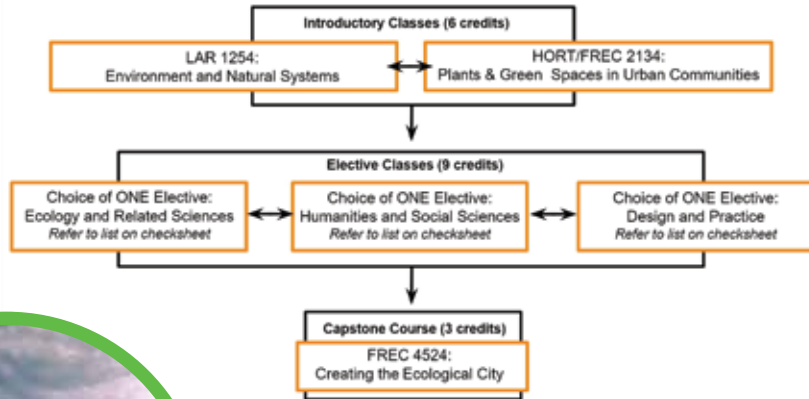 Introductory Classes (6 credits)
LAR 1254:
Environment and Natural Systems
HORT/FREC 2134:
Plants & Green Spaces in Urban Communities
Elective Classes (9 credits)
Choice of ONE Elective:
Ecology and Related Sciences
Refer to list on checksheet
Choice of ONE Elective:
Humanities and Social Sciences
Refer to list on checksheet
Choice of ONE Elective:
Design and Practice
Refer to list on checksheet
Capstone Course (3 credits)
FREC 4524:
Creating the Ecological City